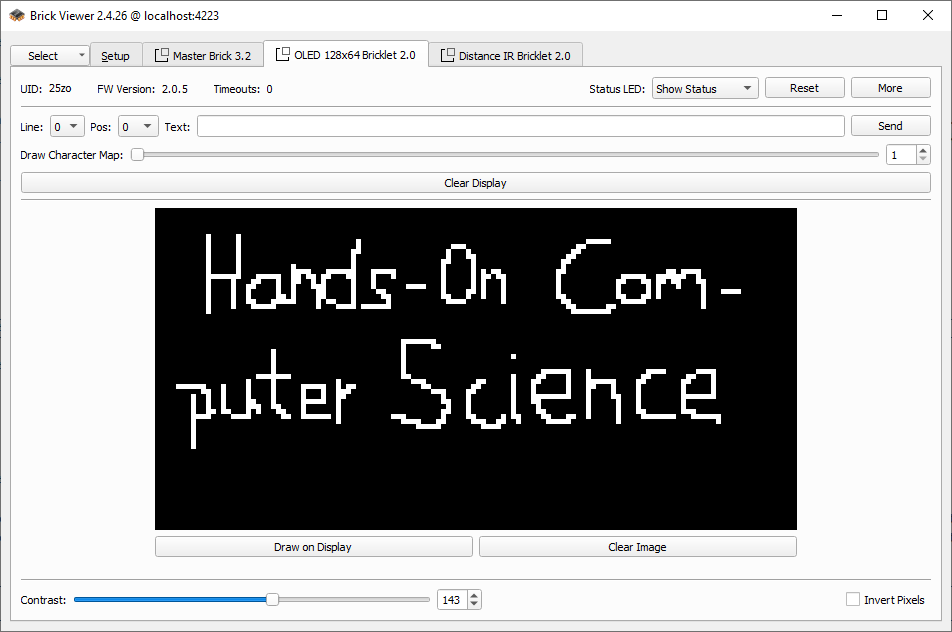 Brick Viewer 2.4.26 @ localhost:4223
Select Setup Master Brick 3.2 OLED 128x64 Bricklet 2.0 Distance IR Bricklet 2.0
UID: 25zo FW Version: 2.0.5 Timeouts: 0 Status LED: Show Status Reset More
Line: 0 Pos: 0 Text: Send
Draw Character Map: 1
Clear Display
Hands-On Com-
puter Science
Draw on Display Clear Image
Contrast: 143 Invert Pixels